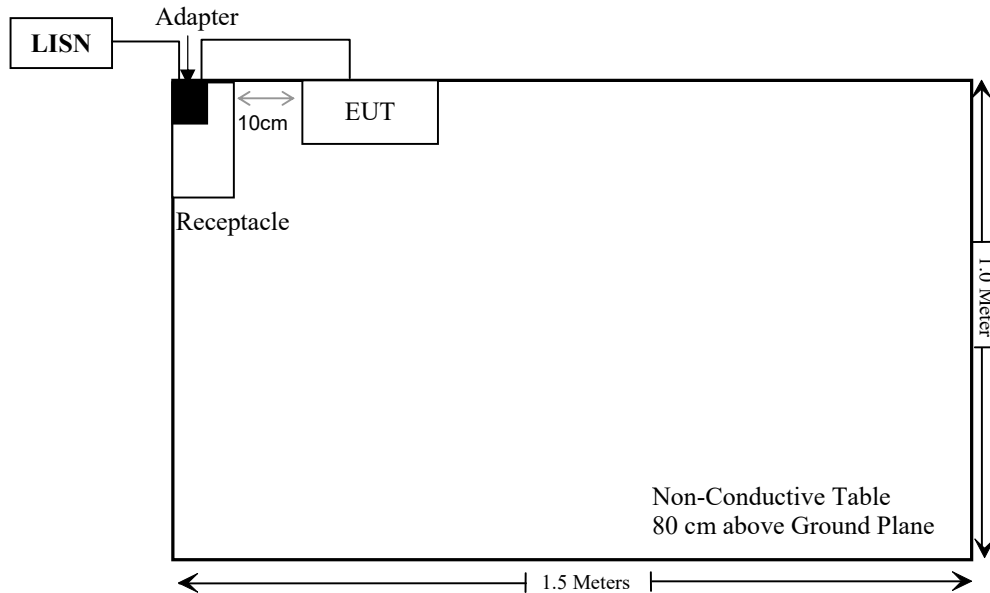 Adapter
LISN
EUT
10cm
Receptacle
1.0 Meter
Non-Conductive Table
80 cm above Ground Plane
1.5 Meters